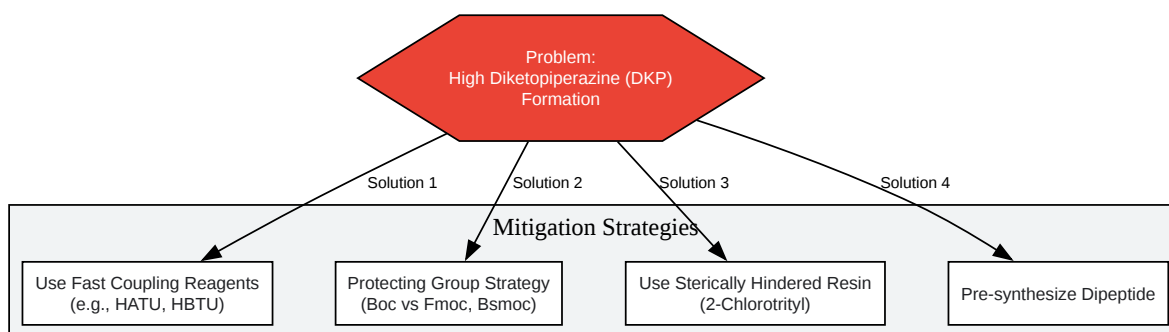 Problem:
High Diketopiperazine (DKP)
Formation
Solution 1
Solution 2
Solution 3
Solution 4
Mitigation Strategies
Use Fast Coupling Reagents
(e.g., HATU, HBTU)
Protecting Group Strategy
(Boc vs Fmoc, Bsmoc)
Use Sterically Hindered Resin
(2-Chlorotrityl)
Pre-synthesize Dipeptide